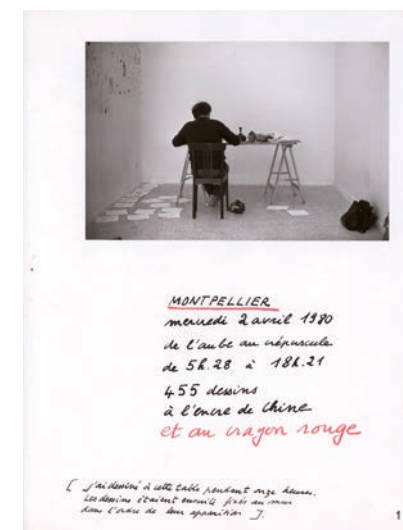 MONTPELLIER
mercredi 2 avril 1980
de l'aube au crépuscule
de 5h.28 à 18h.21
455 dessins
à l'encre de chine
et au crayon rouge
[ j'ai dessiné à cette table pendant onze heures.
Les dessins étaient ensuite fixés au mur
dans l'ordre de leur apparition ].
1